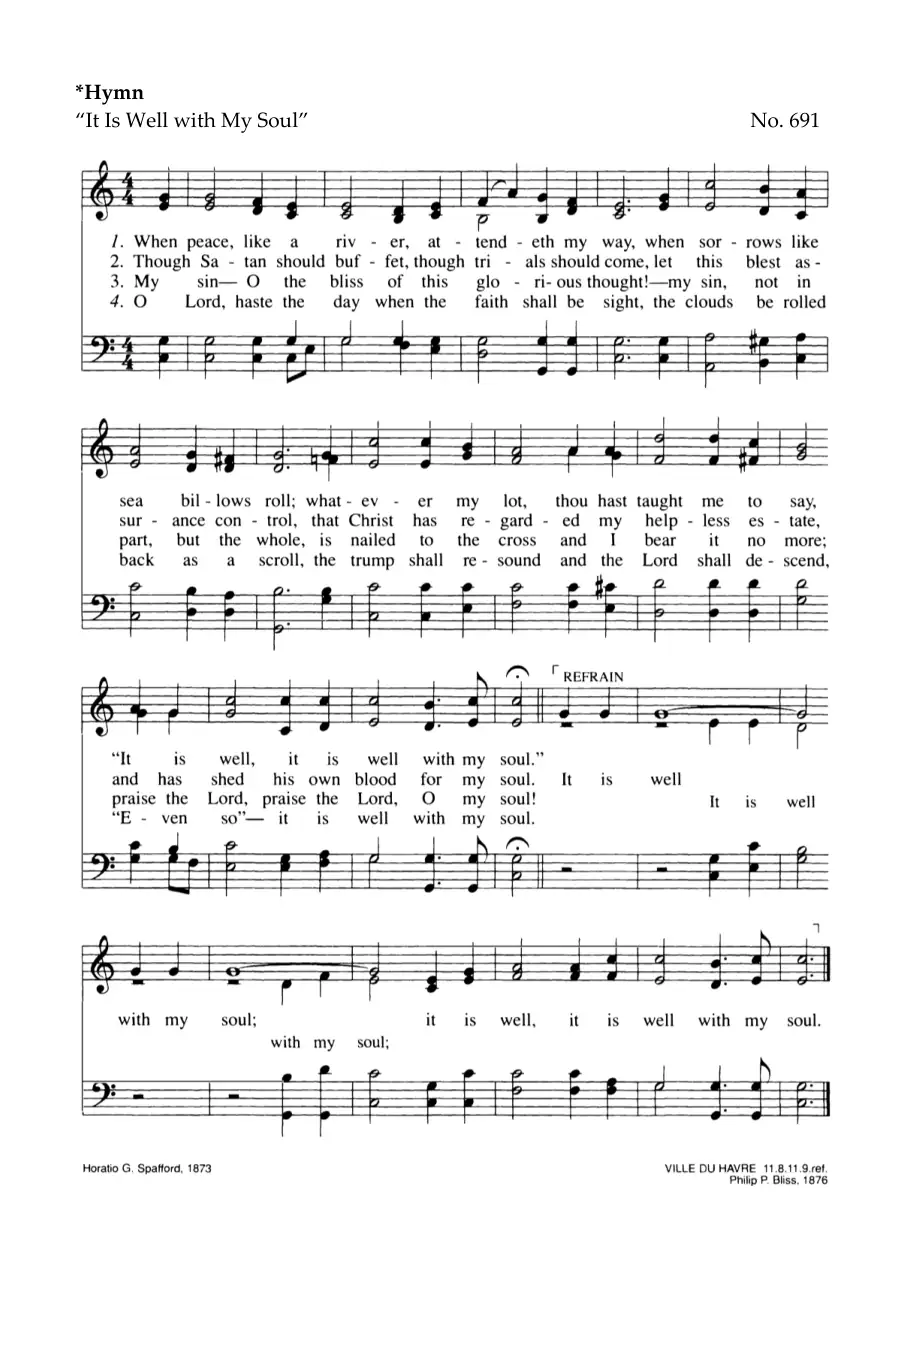 *Hymn
“It Is Well with My Soul” No. 691
1. When peace, like a riv - er, at - tend - eth my way, when sor - rows like
2. Though Sa - tan should buf - fet, though tri - als should come, let this blest as -
3. My sin— O the bliss of this glo - ri - ous thought!—my sin, not in
4. O Lord, haste the day when the faith shall be sight, the clouds be rolled
sea bil - lows roll; what - ev - er my lot, thou hast taught me to say,
sur - ance con - trol, that Christ has re - gard - ed my help - less es - tate,
part, but the whole, is nailed to the cross and I bear it no more;
back as a scroll, the trump shall re - sound and the Lord shall de - scend,
REFRAIN
“It is well, it is well with my soul.”
and has shed his own blood for my soul. It is well
praise the Lord, praise the Lord, O my soul! It is well
“E - ven so”— it is well with my soul.
with my soul; it is well, it is well with my soul.
with my soul;
Horatio G. Spafford, 1873 VILLE DU HAVRE 11.8.11.9.ref.
Philip P. Bliss, 1876